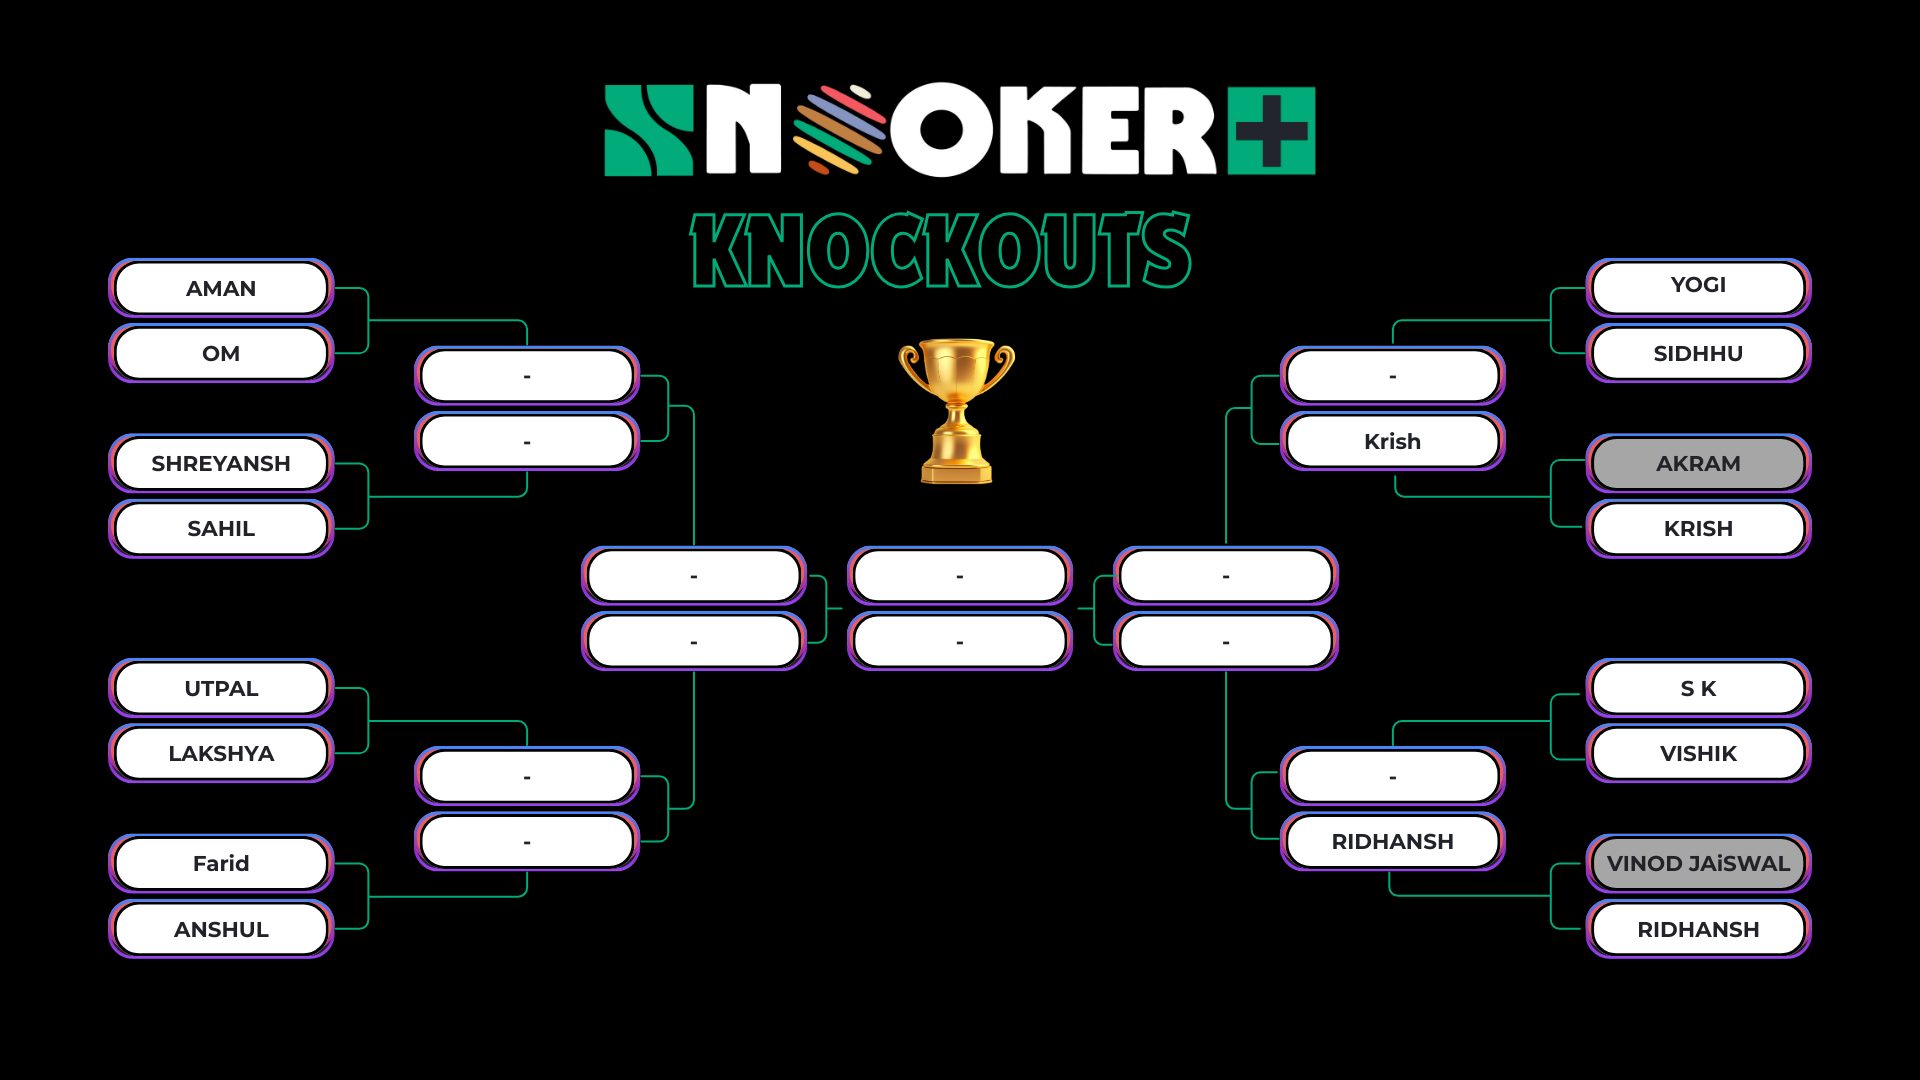 SNOOKER+
KNOCKOUTS
AMAN
OM
SHREYANSH
SAHIL
UTPAL
LAKSHYA
Farid
ANSHUL
-
-
-
-
-
-
-
-
-
-
-
Krish
-
RIDHANSH
YOGI
SIDHHU
AKRAM
KRISH
S K
VISHIK
VINOD JAiSWAL
RIDHANSH